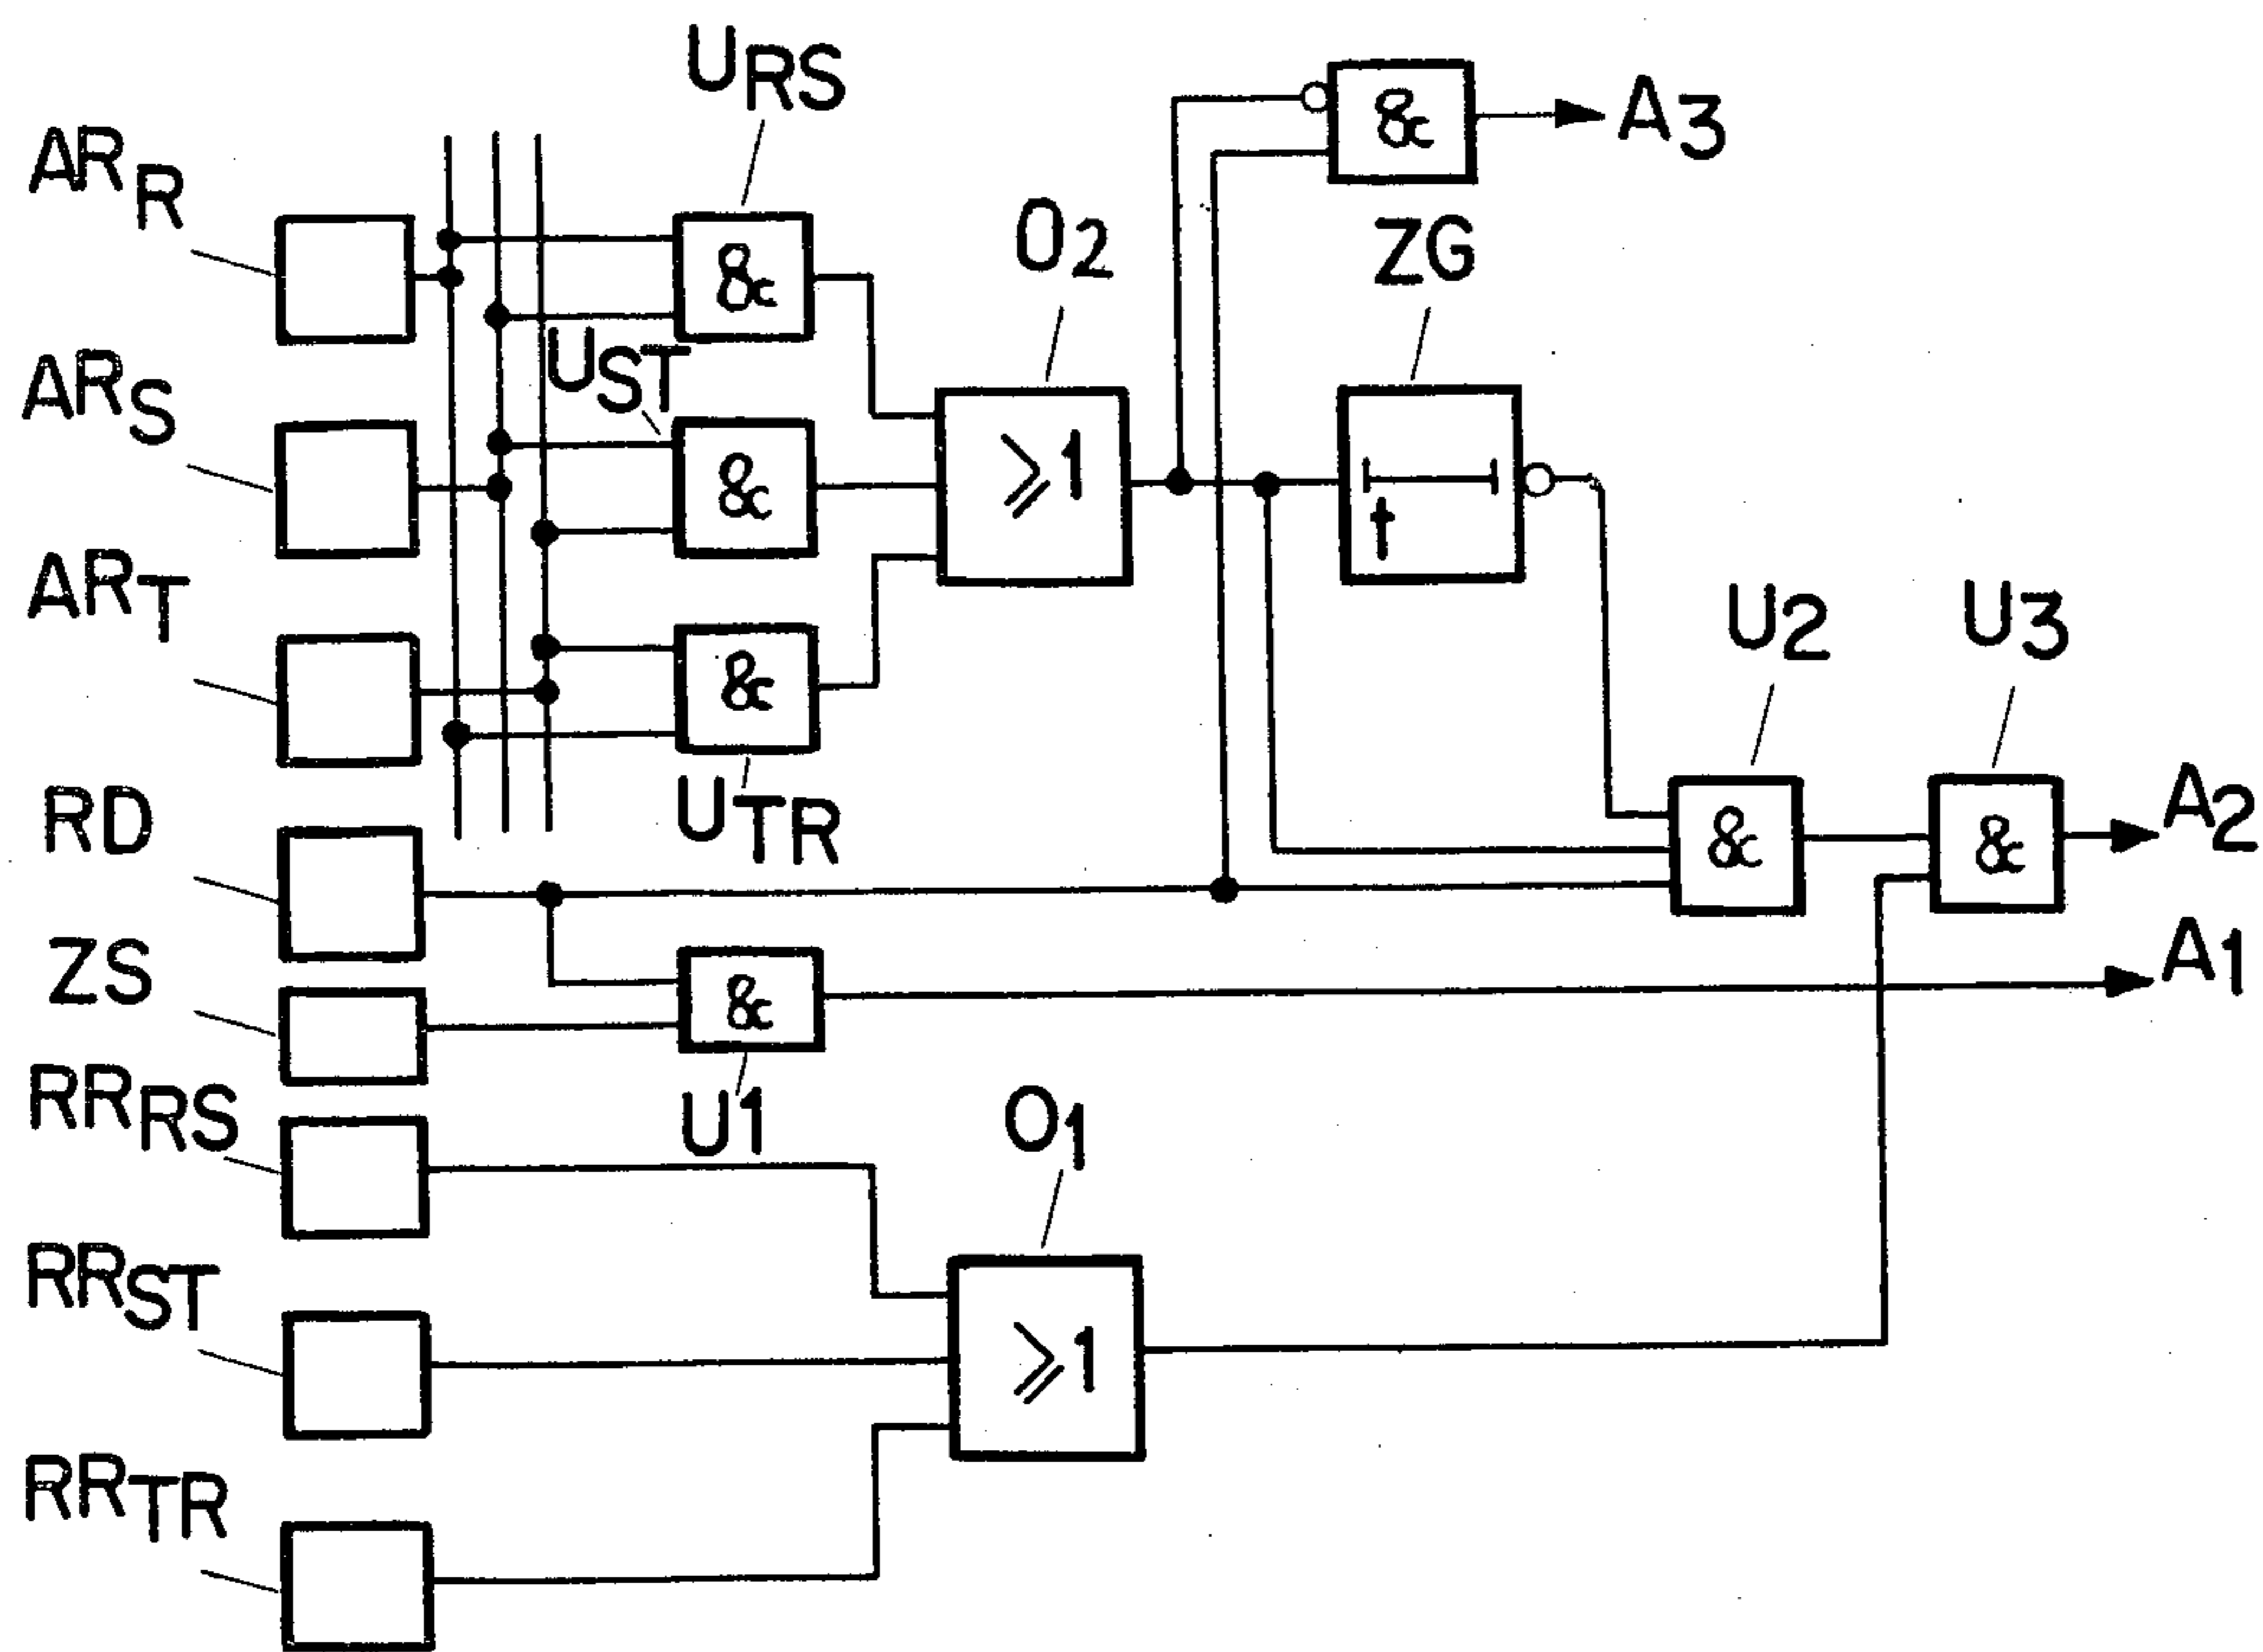 URS
ARR
&
A3
O2
ZG
&
UST
ARS
≥1
&
t
ART
U2
U3
&
UTR
RD
&
&
A2
ZS
A1
&
RRRS
U1
O1
RRST
≥1
RRTR